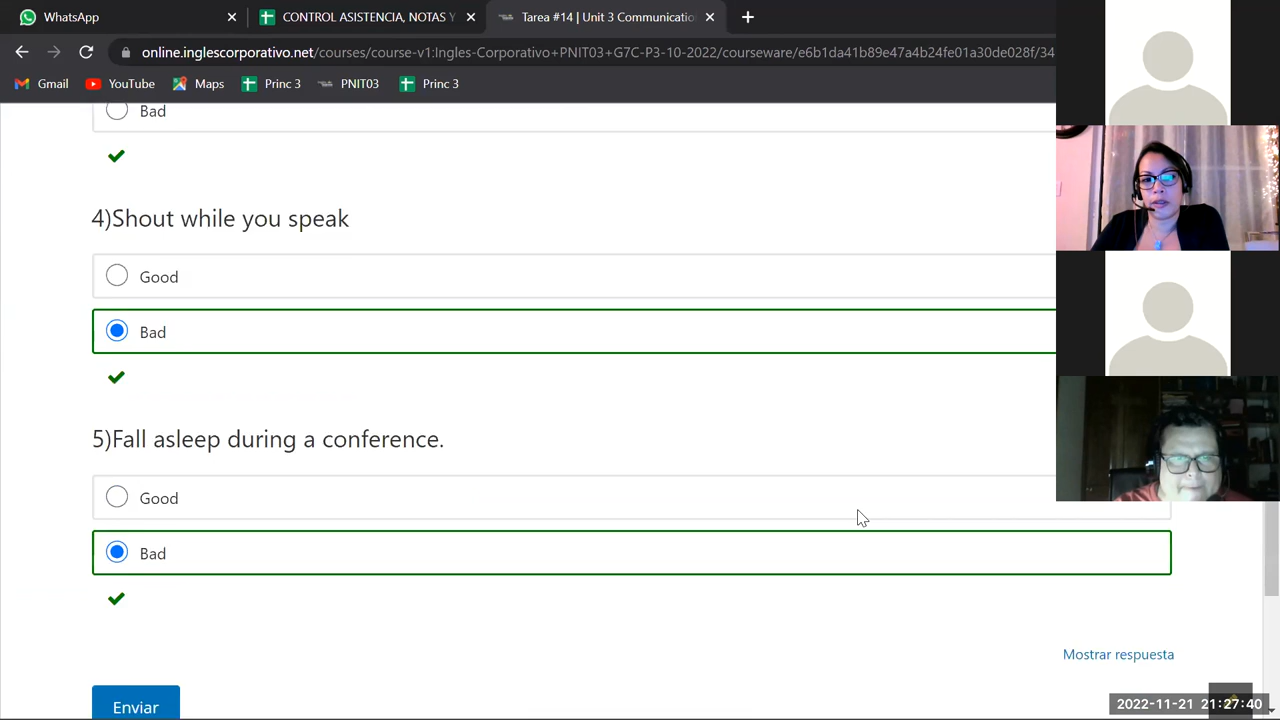 WhatsApp
CONTROL ASISTENCIA, NOTAS Y
Tarea #14 | Unit 3 Communicatio
online.inglescorporativo.net/courses/course-v1:Ingles-Corporativo+PNIT03+G7C-P3-10-2022/courseware/e6b1da41b89e47a4b24fe01a30de028f/34
Gmail
YouTube
Maps
Princ 3
PNIT03
Princ 3
Bad
4)Shout while you speak
Good
Bad
5)Fall asleep during a conference.
Good
Bad
Mostrar respuesta
Enviar
2022-11-21 21:27:40